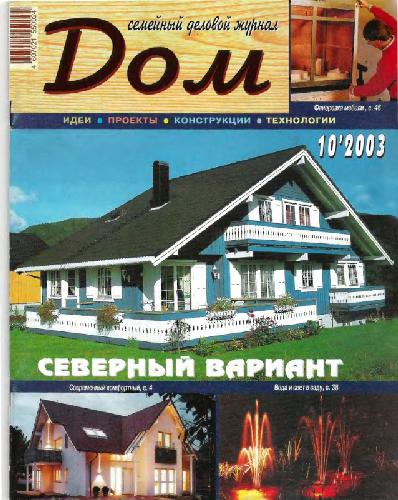 семейный деловой журнал
Дом
Фанеровка мебели, с. 46
ИДЕИ • ПРОЕКТЫ • КОНСТРУКЦИИ • ТЕХНОЛОГИИ
10'2003
СЕВЕРНЫЙ ВАРИАНТ
Современный комфортный, с. 4
Вода и свет в саду, с. 38